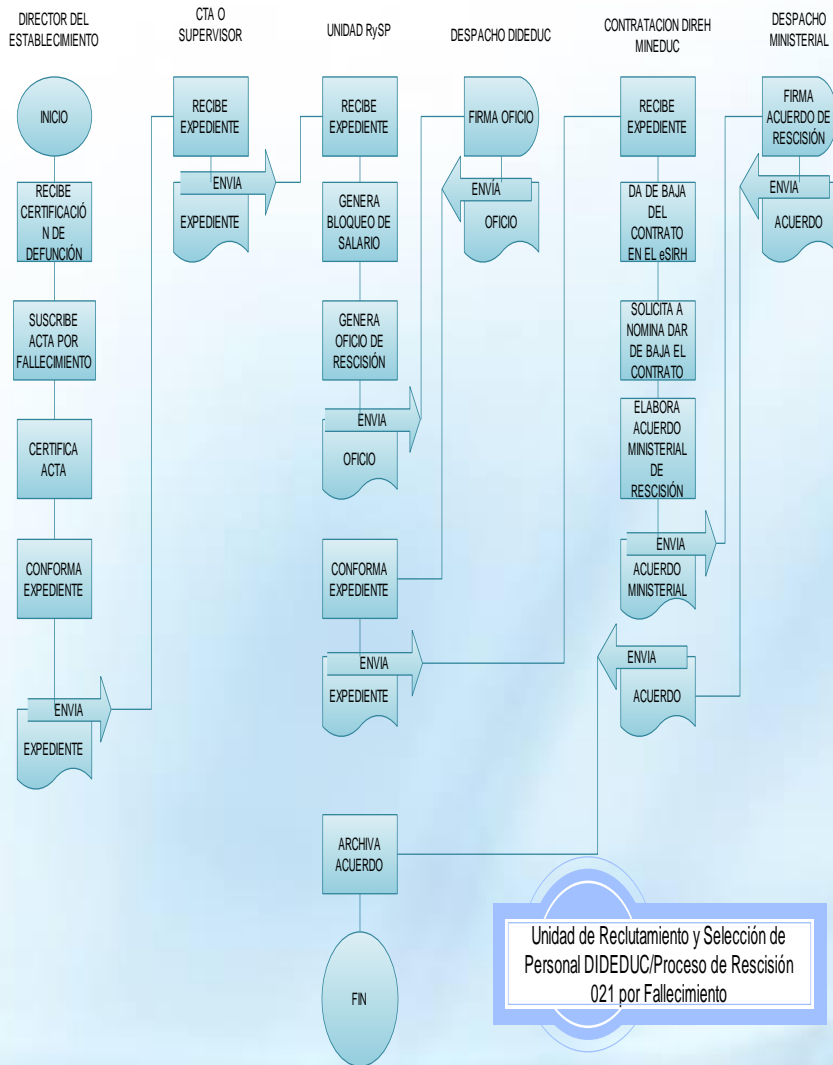 DIRECTOR DEL
ESTABLECIMIENTO
CTA O
SUPERVISOR
UNIDAD RySP
DESPACHO DIDEDUC
CONTRATACION DIREH
MINEDUC
DESPACHO
MINISTERIAL
INICIO
RECIBE
CERTIFICACIÓ
N DE
DEFUNCIÓN
SUSCRIBE
ACTA POR
FALLECIMIENTO
CERTIFICA
ACTA
CONFORMA
EXPEDIENTE
ENVIA
EXPEDIENTE
RECIBE
EXPEDIENTE
ENVIA
EXPEDIENTE
RECIBE
EXPEDIENTE
GENERA
BLOQUEO DE
SALARIO
GENERA
OFICIO DE
RESCISIÓN
ENVIA
OFICIO
CONFORMA
EXPEDIENTE
ENVIA
EXPEDIENTE
ARCHIVA
ACUERDO
FIN
FIRMA OFICIO
ENVÍA
OFICIO
RECIBE
EXPEDIENTE
DA DE BAJA
DEL
CONTRATO
EN EL eSIRH
SOLICITA A
NOMINA DAR
DE BAJA EL
CONTRATO
ELABORA
ACUERDO
MINISTERIAL
DE
RESCISIÓN
ENVIA
ACUERDO
MINISTERIAL
ENVIA
ACUERDO
FIRMA
ACUERDO DE
RESCISIÓN
ENVIA
ACUERDO
Unidad de Reclutamiento y Selección de
Personal DIDEDUC/Proceso de Rescisión
021 por Fallecimiento